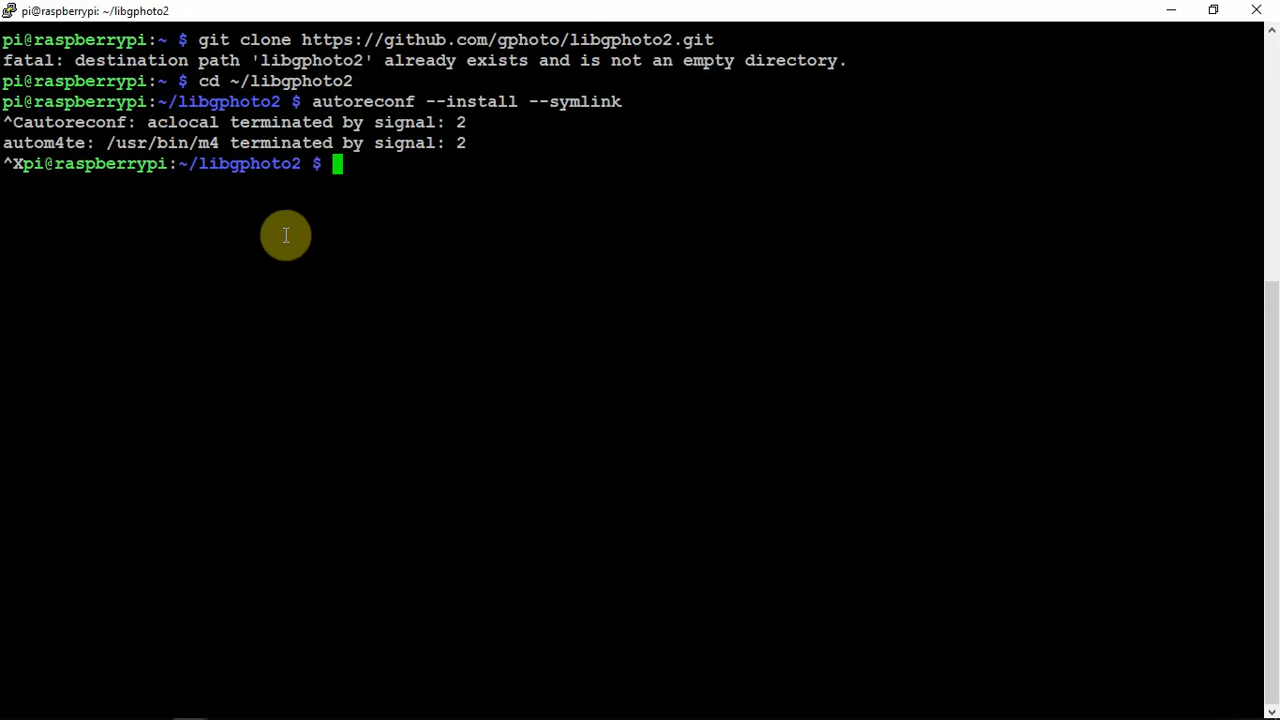 pi@raspberrypi: ~/libgphoto2
pi@raspberrypi:~ $ git clone https://github.com/gphoto/libgphoto2.git
fatal: destination path 'libgphoto2' already exists and is not an empty directory.
pi@raspberrypi:~ $ cd ~/libgphoto2
pi@raspberrypi:~/libgphoto2 $ autoreconf --install --symlink
^Cautoreconf: aclocal terminated by signal: 2
autom4te: /usr/bin/m4 terminated by signal: 2
^Xpi@raspberrypi:~/libgphoto2 $